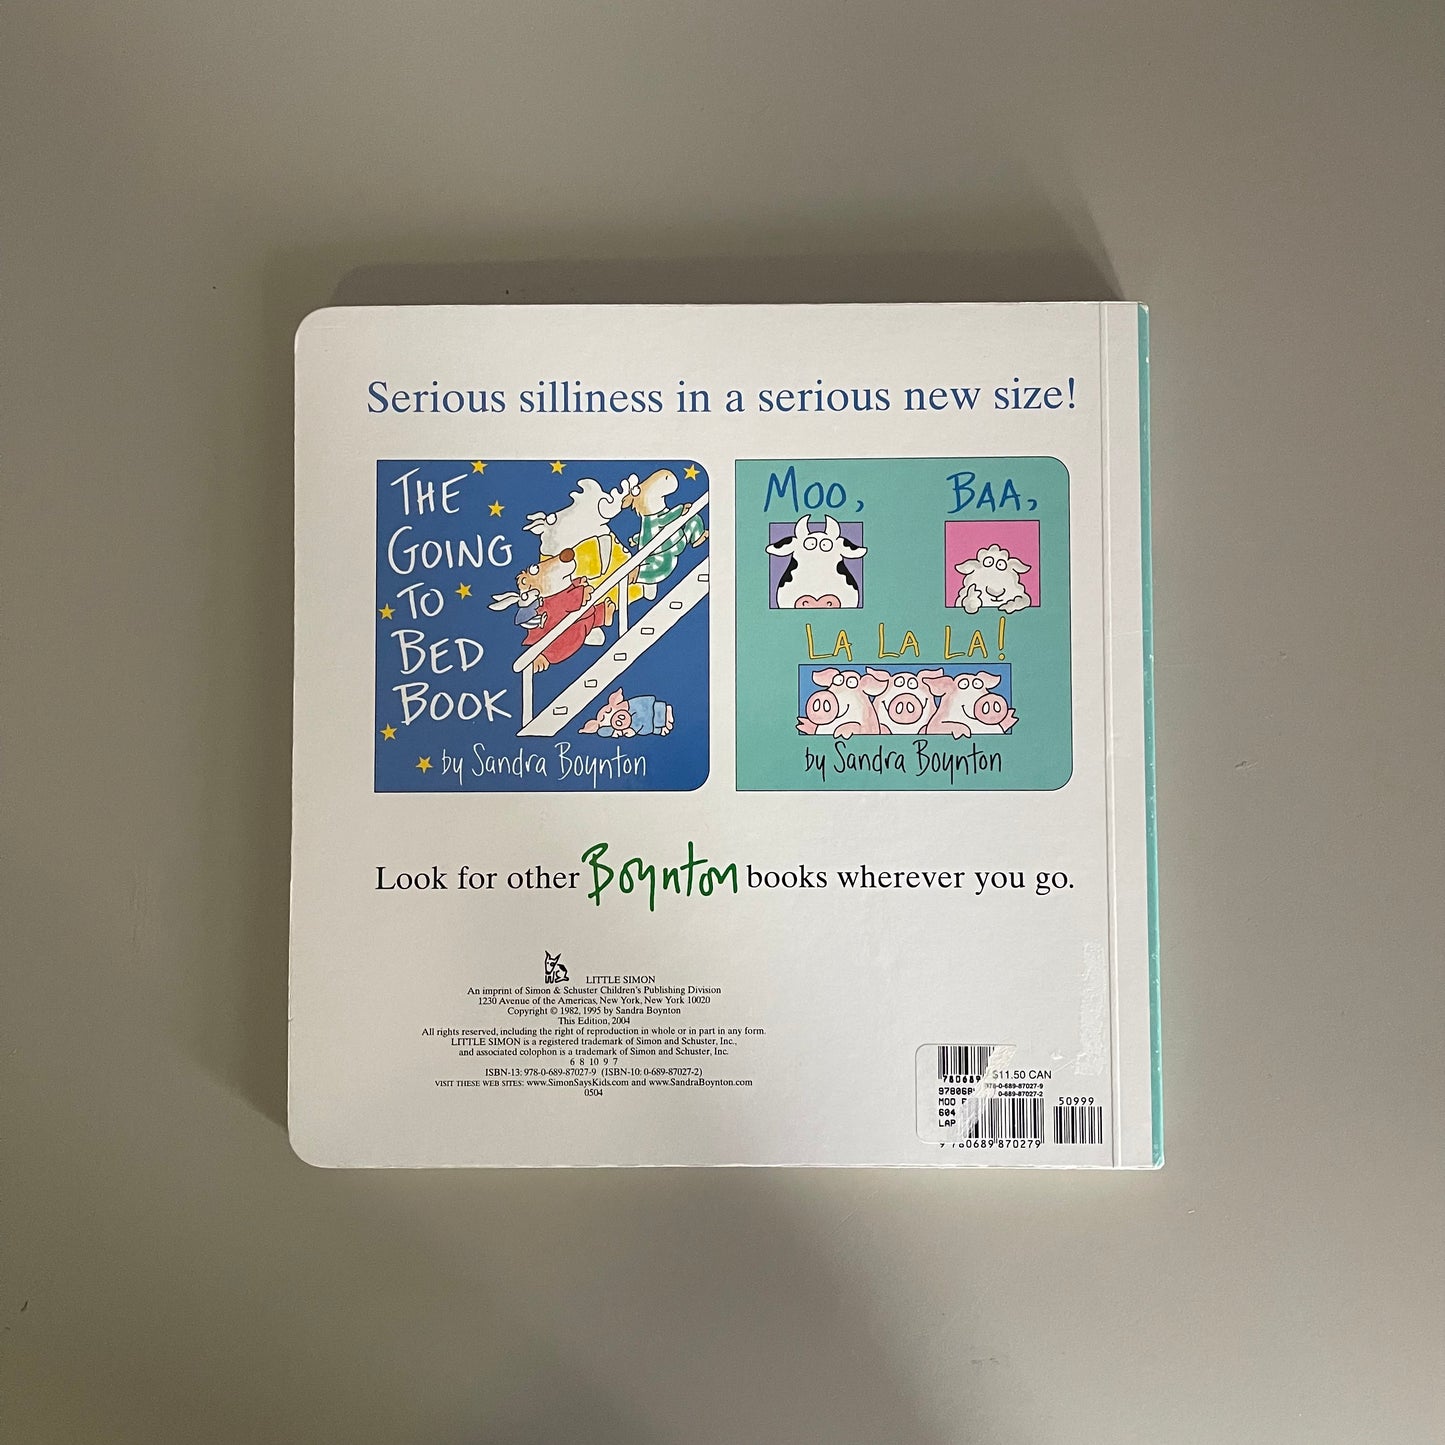 Serious silliness in a serious new size!
THE
GOING
TO
BED
BOOK
by Sandra Boynton
MOO, BAA,
LA LA LA!
by Sandra Boynton
Look for other Boynton books wherever you go.
LITTLE SIMON
An imprint of Simon & Schuster Children's Publishing Division
1230 Avenue of the Americas, New York, New York 10020
Copyright © 1982, 1995 by Sandra Boynton
This Edition, 2004
All rights reserved, including the right of reproduction in whole or in part in any form.
LITTLE SIMON is a registered trademark of Simon and Schuster, Inc.,
and associated colophon is a trademark of Simon and Schuster, Inc.
6 8 10 9 7
ISBN-13: 978-0-689-87027-9 (ISBN-10: 0-689-87027-2)
VISIT THESE WEB SITES: www.SimonSaysKids.com and www.SandraBoynton.com
0504
$11.50 CAN
978-0-689-87027-9
0-689-87027-2
MOO
604
LAP
50999
9 780689 870279